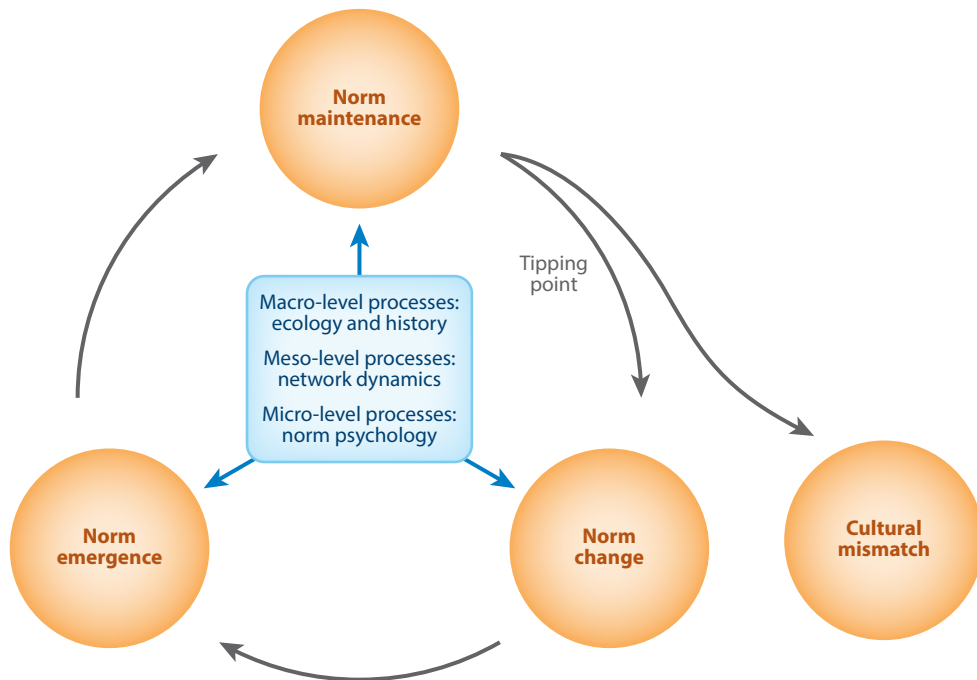 Norm
maintenance
Tipping
point
Macro-level processes:
ecology and history
Meso-level processes:
network dynamics
Micro-level processes:
norm psychology
Norm
emergence
Norm
change
Cultural
mismatch